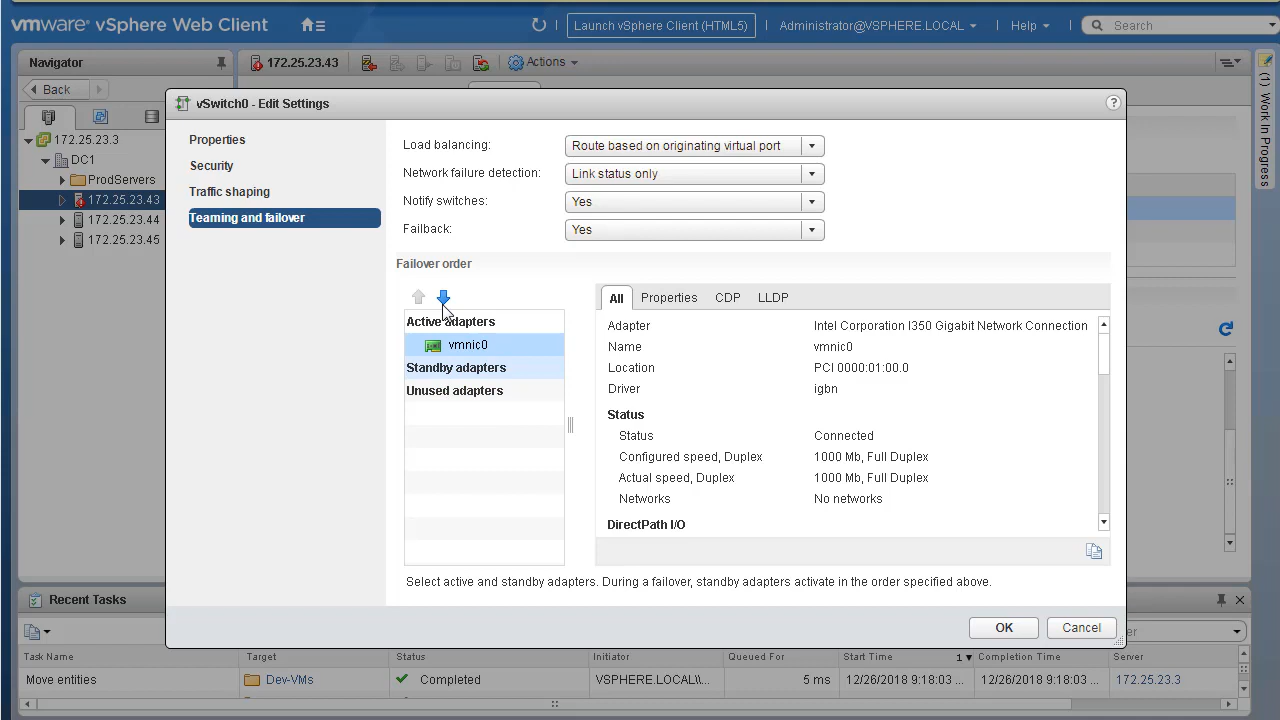 vmware® vSphere Web Client
Launch vSphere Client (HTML5)
Administrator@VSPHERE.LOCAL
Help
Search
Navigator
172.25.23.43
Actions
Back
172.25.23.3
DC1
ProdServers
172.25.23.43
172.25.23.44
172.25.23.45
(1) Work In Progress
vSwitch0 - Edit Settings
?
Properties
Security
Traffic shaping
Teaming and failover
Load balancing:
Route based on originating virtual port
Network failure detection:
Link status only
Notify switches:
Yes
Failback:
Yes
Failover order
Active adapters
vmnic0
Standby adapters
Unused adapters
All
Properties
CDP
LLDP
Adapter
Intel Corporation I350 Gigabit Network Connection
Name
vmnic0
Location
PCI 0000:01:00.0
Driver
igbn
Status
Status
Connected
Configured speed, Duplex
1000 Mb, Full Duplex
Actual speed, Duplex
1000 Mb, Full Duplex
Networks
No networks
DirectPath I/O
Select active and standby adapters. During a failover, standby adapters activate in the order specified above.
OK
Cancel
Recent Tasks
Task Name
Target
Status
Initiator
Queued For
Start Time
1
Completion Time
Server
Move entities
Dev-VMs
Completed
VSPHERE.LOCAL\\...
5 ms
12/26/2018 9:18:03 ...
12/26/2018 9:18:03 ...
172.25.23.3